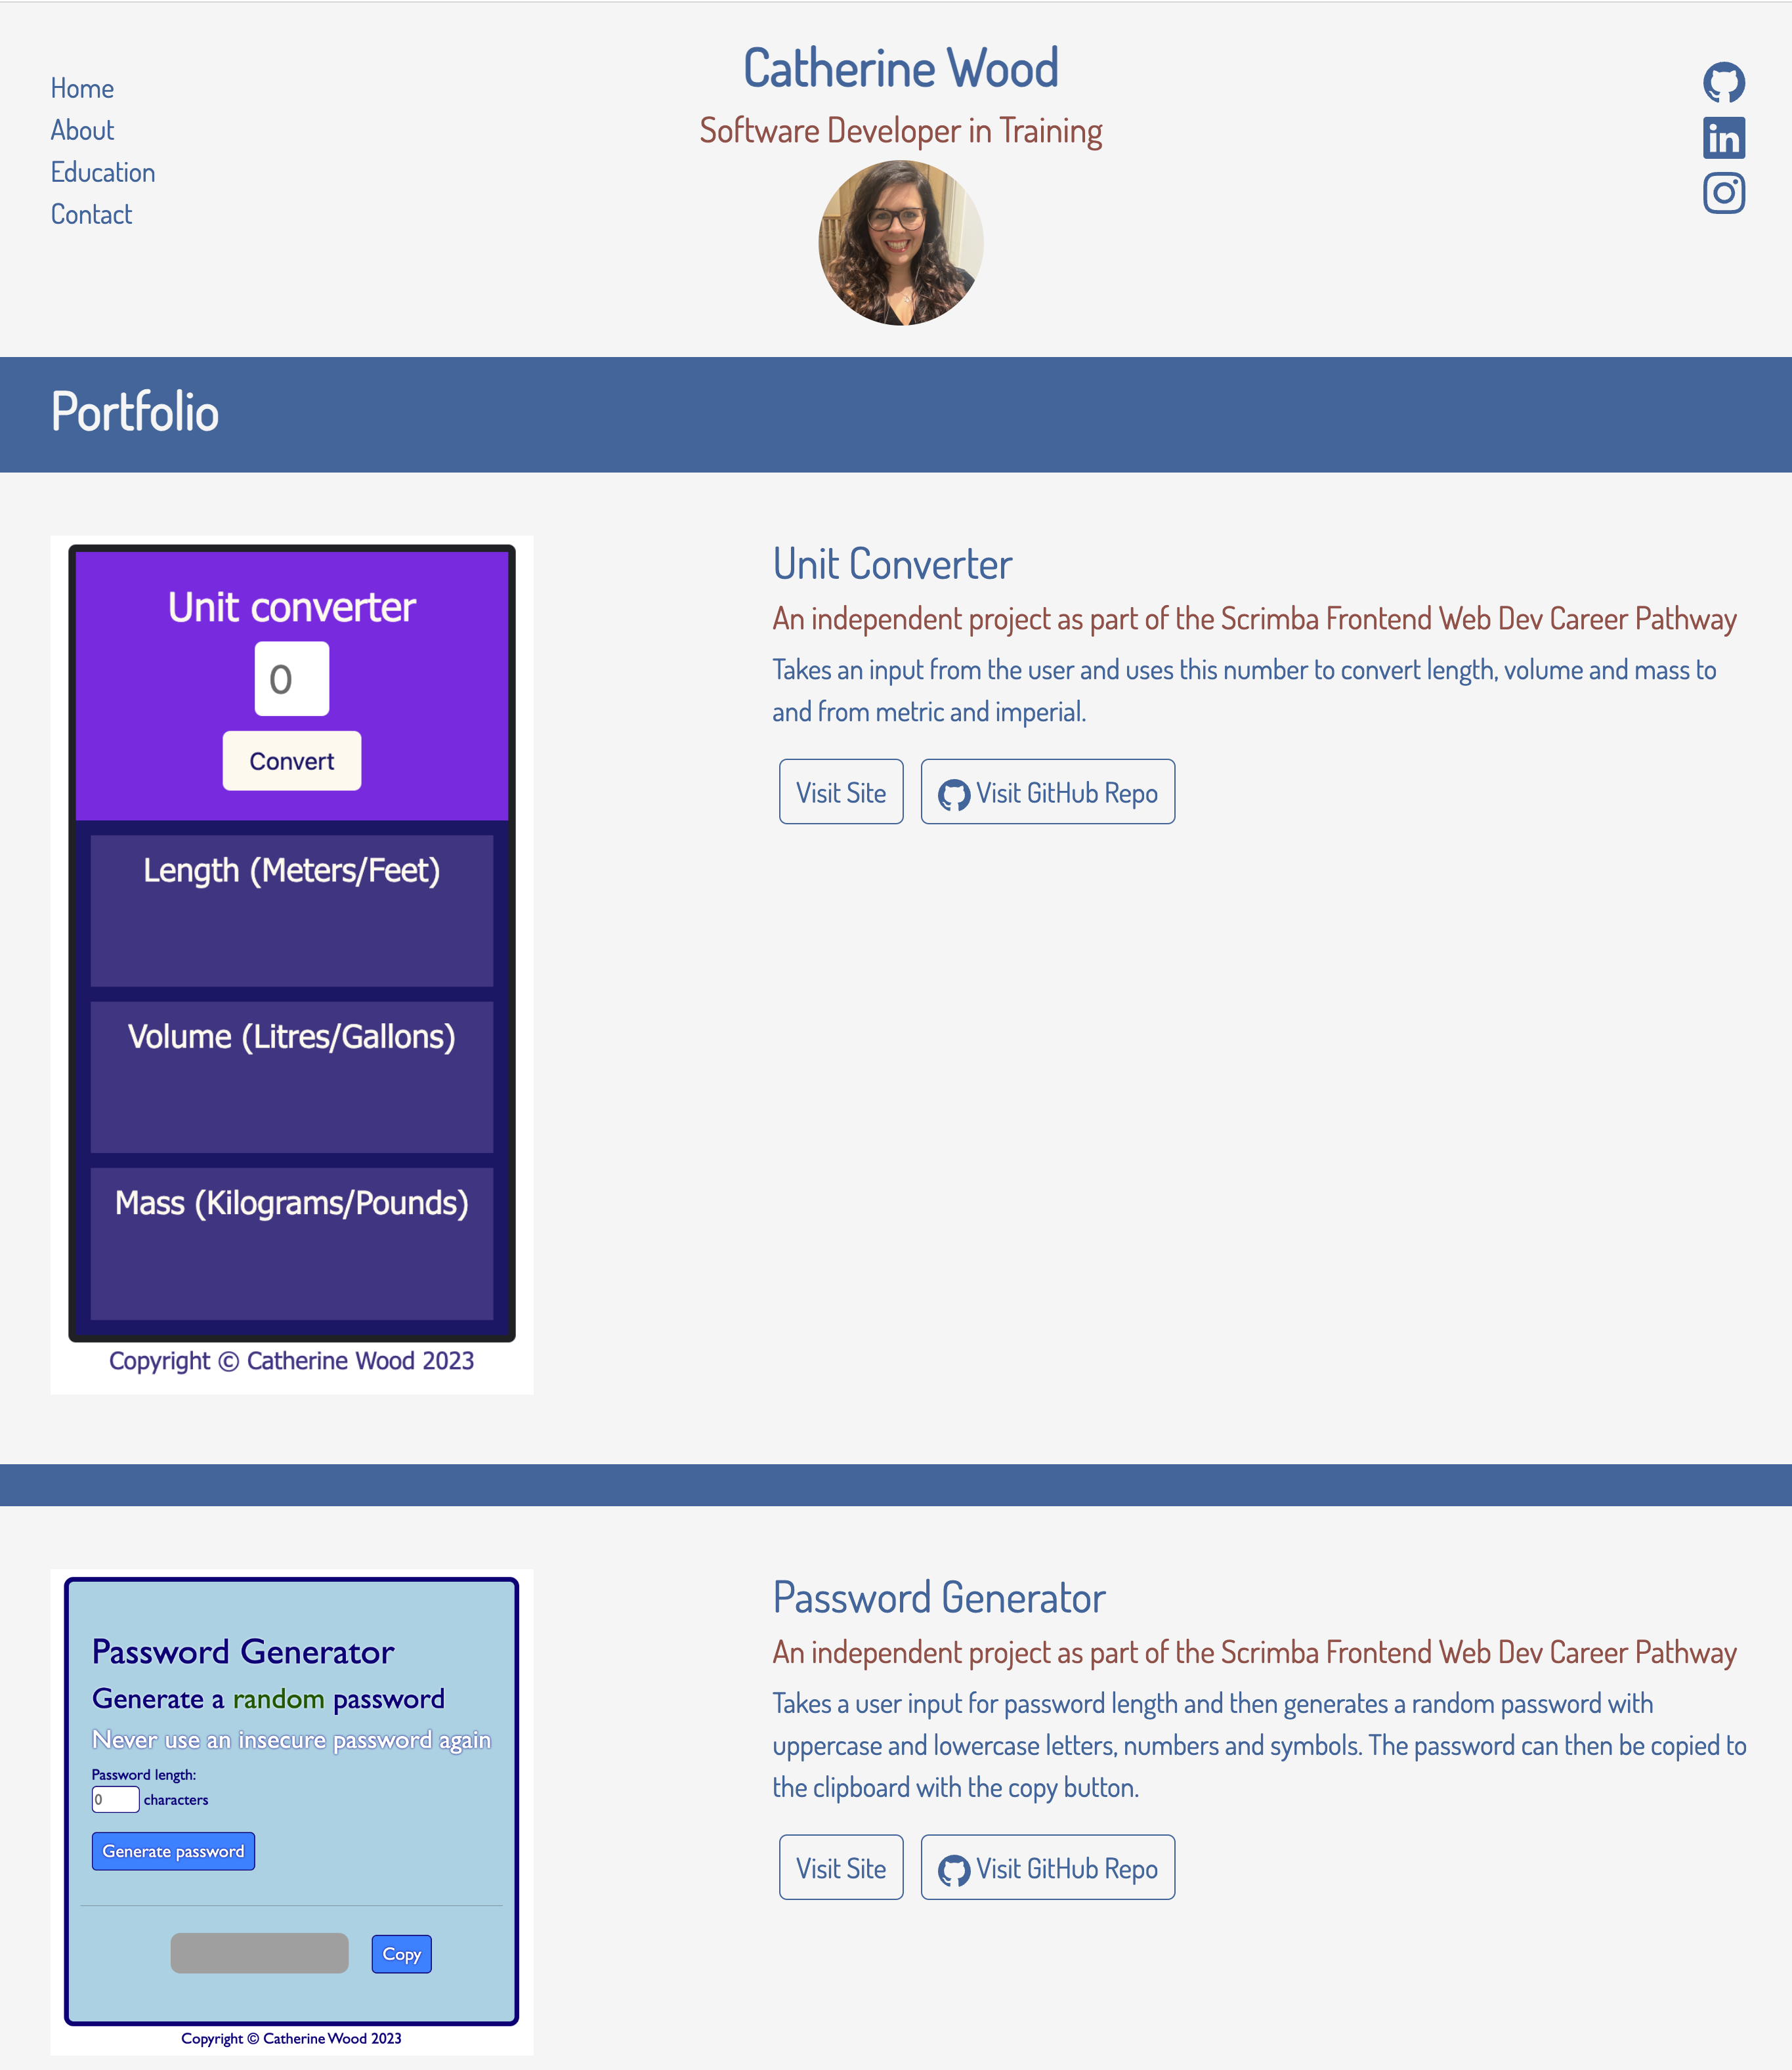 Home
About
Education
Contact
Catherine Wood
Software Developer in Training
in
Portfolio
Unit converter
0
Convert
Length (Meters/Feet)
Volume (Litres/Gallons)
Mass (Kilograms/Pounds)
Copyright © Catherine Wood 2023
Unit Converter
An independent project as part of the Scrimba Frontend Web Dev Career Pathway
Takes an input from the user and uses this number to convert length, volume and mass to
and from metric and imperial.
Visit Site
Visit GitHub Repo
Password Generator
Generate a random password
Never use an insecure password again
Password length:
0 characters
Generate password
Copy
Copyright © Catherine Wood 2023
Password Generator
An independent project as part of the Scrimba Frontend Web Dev Career Pathway
Takes a user input for password length and then generates a random password with
uppercase and lowercase letters, numbers and symbols. The password can then be copied to
the clipboard with the copy button.
Visit Site
Visit GitHub Repo